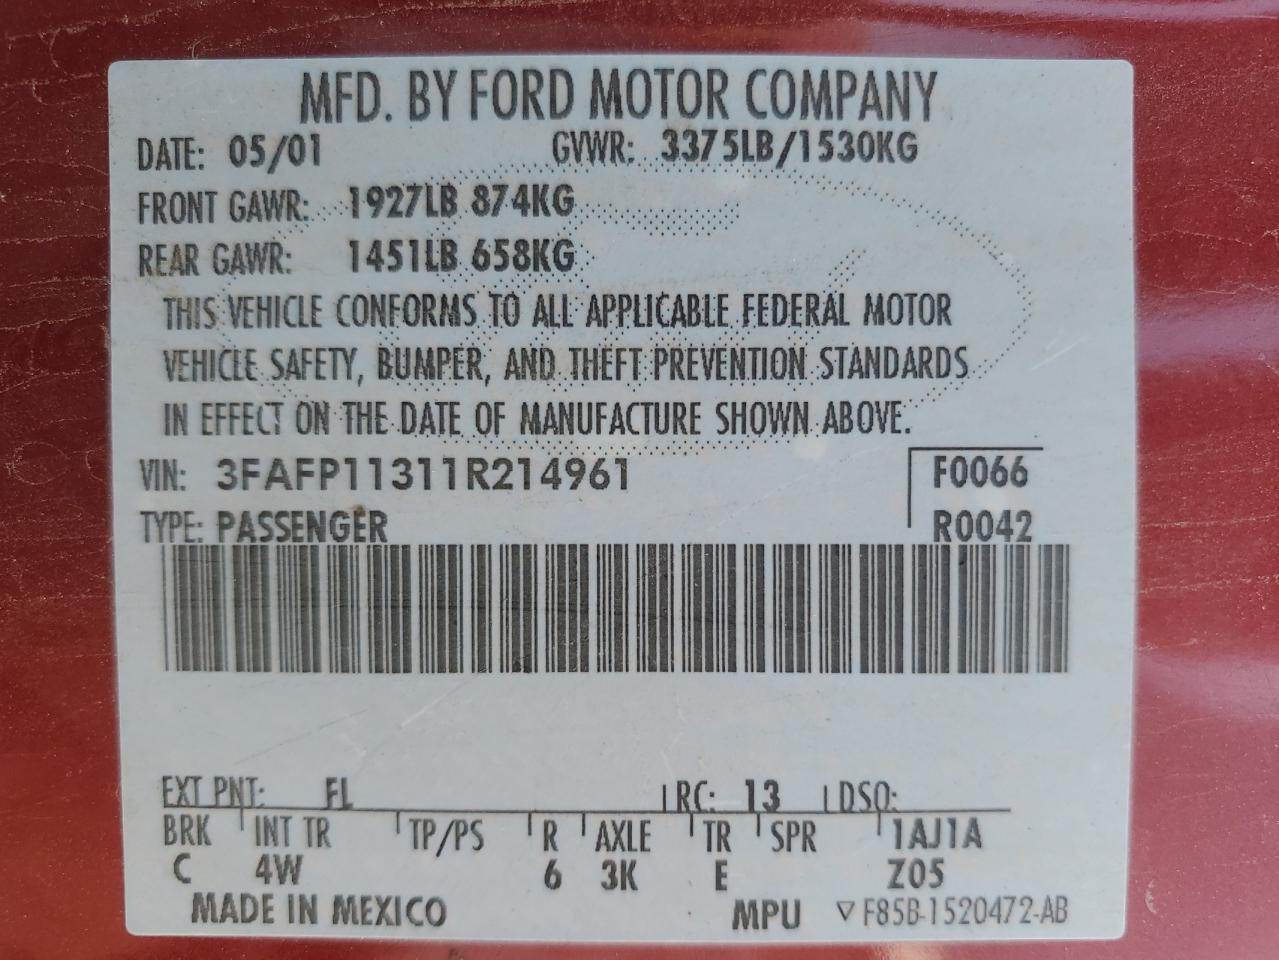 MFD. BY FORD MOTOR COMPANY
DATE: 05/01 GVWR: 3375LB/1530KG
FRONT GAWR: 1927LB 874KG
REAR GAWR: 1451LB 658KG
THIS VEHICLE CONFORMS TO ALL APPLICABLE FEDERAL MOTOR
VEHICLE SAFETY, BUMPER, AND THEFT PREVENTION STANDARDS
IN EFFECT ON THE DATE OF MANUFACTURE SHOWN ABOVE.
VIN: 3FAFP11311R214961 F0066
TYPE: PASSENGER R0042
EXT PNT: FL RC: 13 DSO:
BRK INT TR TP/PS R AXLE TR SPR 1AJ1A
C 4W 6 3K E Z05
MADE IN MEXICO MPU ▽ F85B-1520472-AB